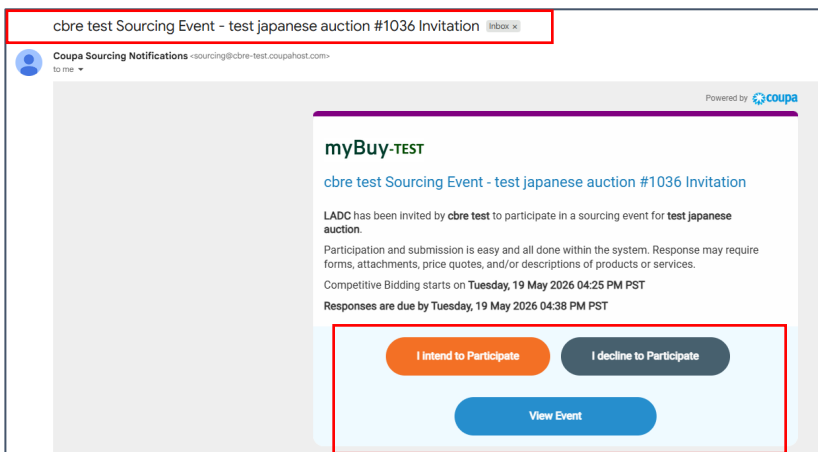 cbre test Sourcing Event - test japanese auction #1036 Invitation Inbox ×
Coupa Sourcing Notifications <sourcing@cbre-test.coupahost.com>
to me
Powered by coupa
myBuy-TEST
cbre test Sourcing Event - test japanese auction #1036 Invitation
LADC has been invited by cbre test to participate in a sourcing event for test japanese
auction.
Participation and submission is easy and all done within the system. Response may require
forms, attachments, price quotes, and/or descriptions of products or services.
Competitive Bidding starts on Tuesday, 19 May 2026 04:25 PM PST
Responses are due by Tuesday, 19 May 2026 04:38 PM PST
I intend to Participate I decline to Participate
View Event